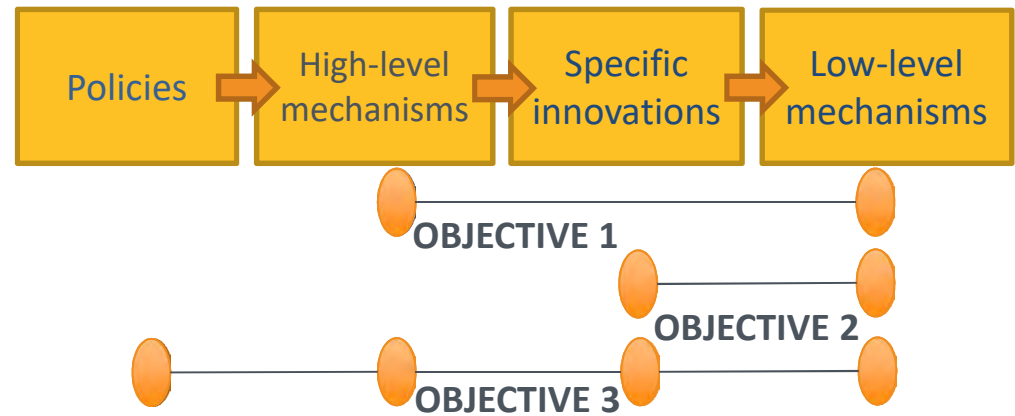 Policies
High-level
mechanisms
Specific
innovations
Low-level
mechanisms
OBJECTIVE 1
OBJECTIVE 2
OBJECTIVE 3